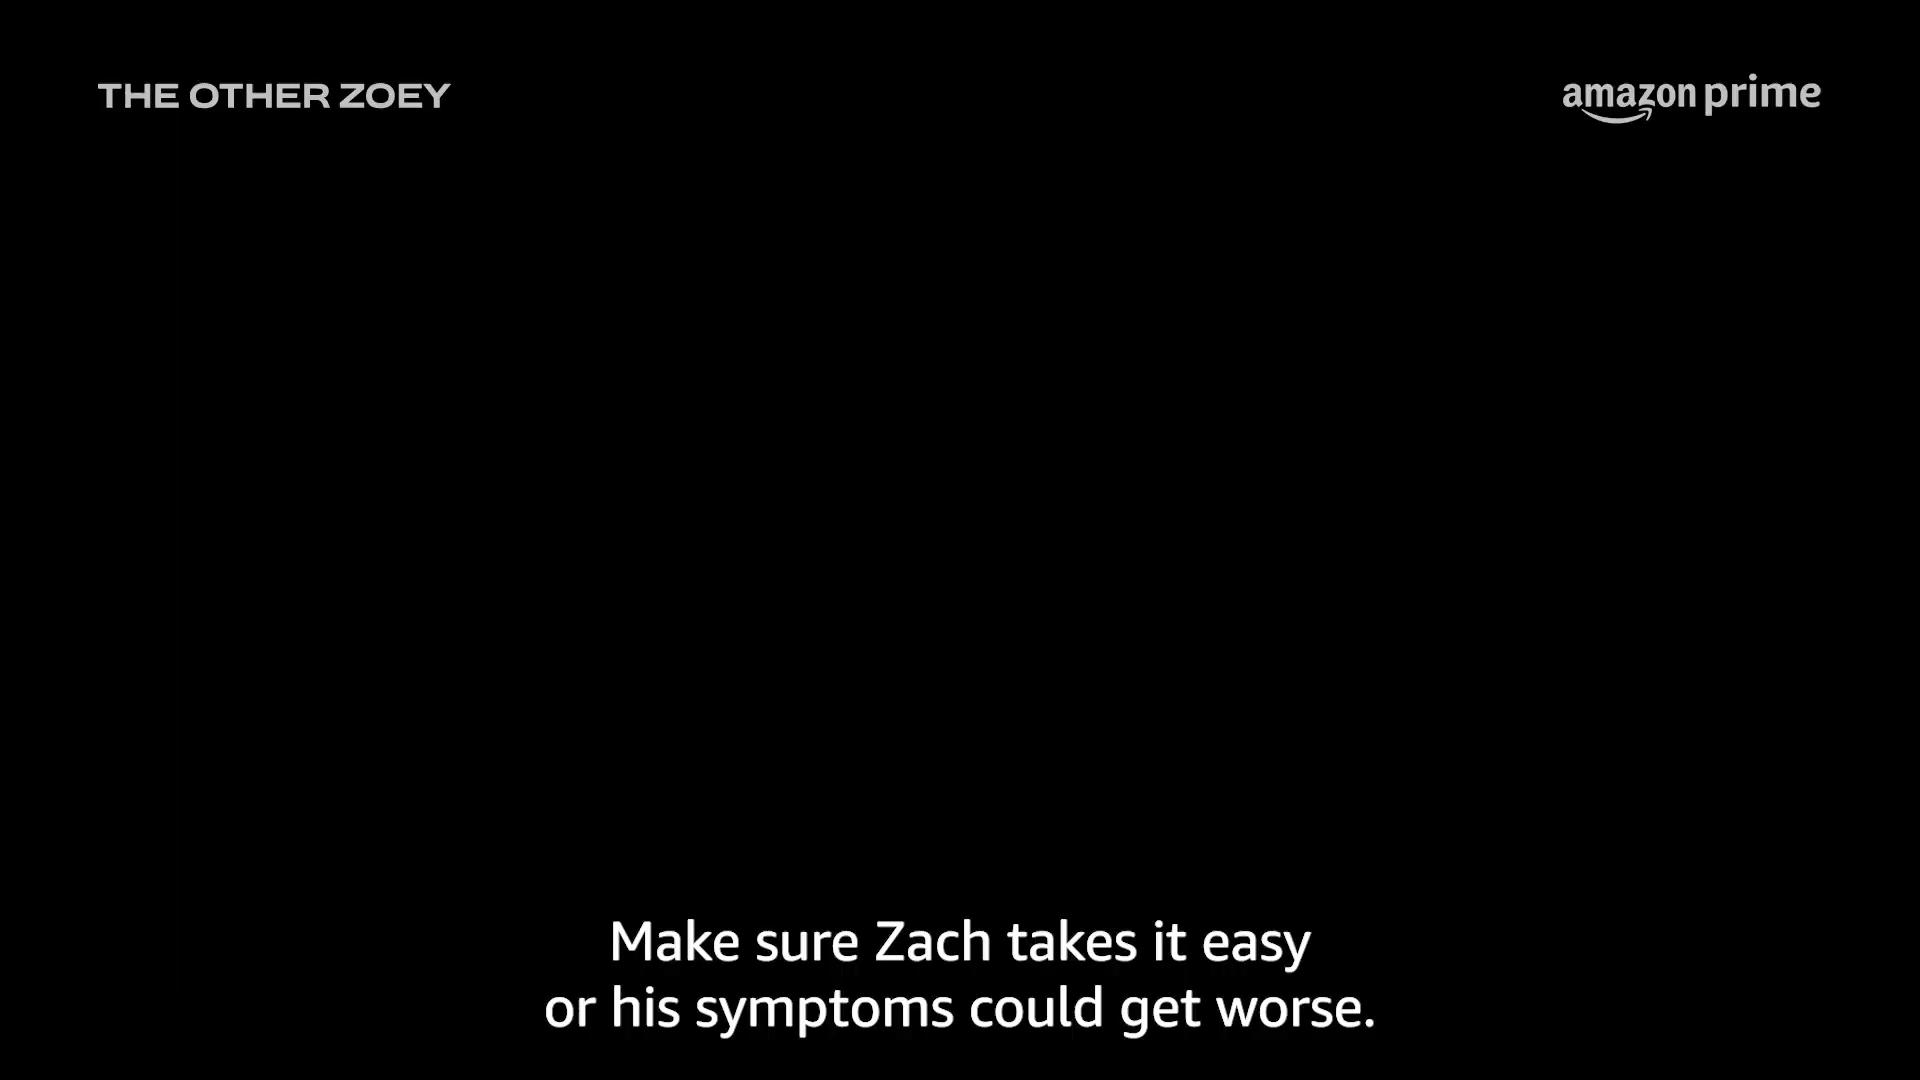 THE OTHER ZOEY
amazon prime
Make sure Zach takes it easy
or his symptoms could get worse.